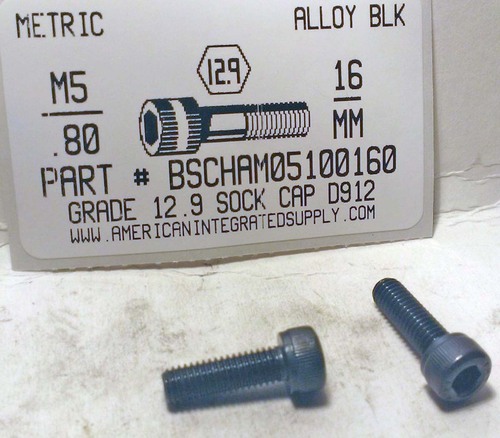 METRIC ALLOY BLK
M5 12.9 16
.80 MM
PART # BSCHAM05100160
GRADE 12.9 SOCK CAP D912
WWW.AMERICANINTEGRATEDSUPPLY.COM